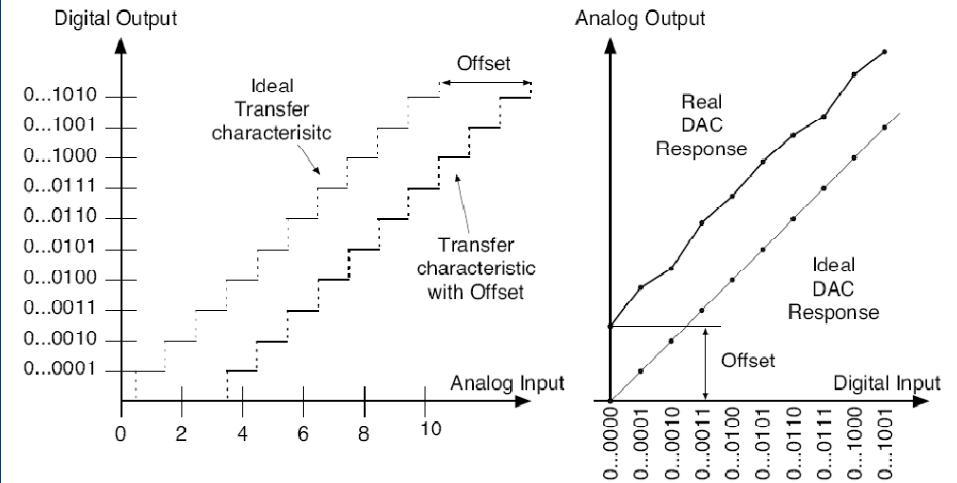 Digital Output
Offset
Ideal
Transfer
characterisitc
0...1010
0...1001
0...1000
0...0111
0...0110
0...0101
0...0100
0...0011
0...0010
0...0001
Transfer
characteristic
with Offset
Analog Input
0 2 4 6 8 10
Analog Output
Real
DAC
Response
Ideal
DAC
Response
Offset
Digital Input
0...0000
0...0001
0...0010
0...0011
0...0100
0...0101
0...0110
0...0111
0...1000
0...1001